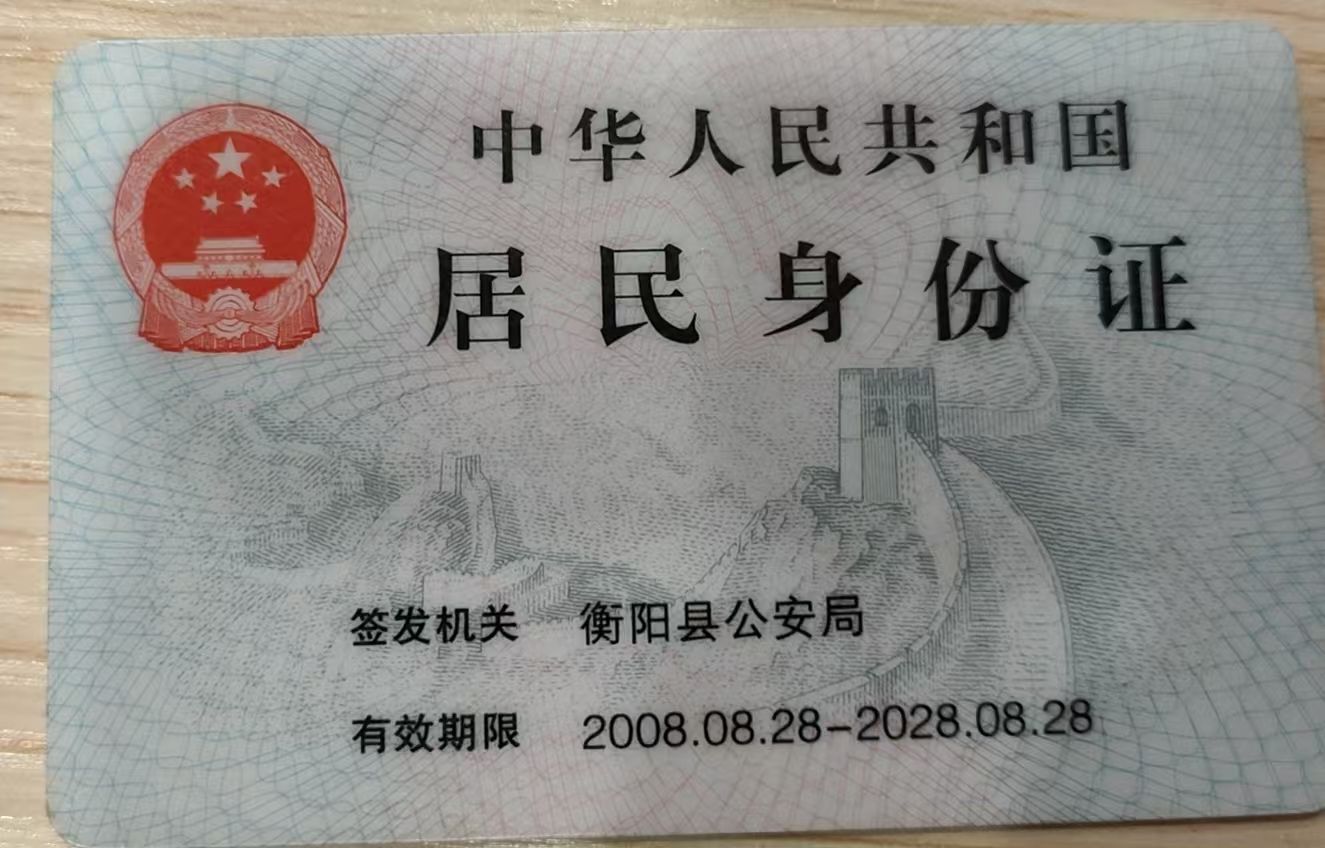 中华人民共和国
居民身份证
签发机关 衡阳县公安局
有效期限 2008.08.28-2028.08.28